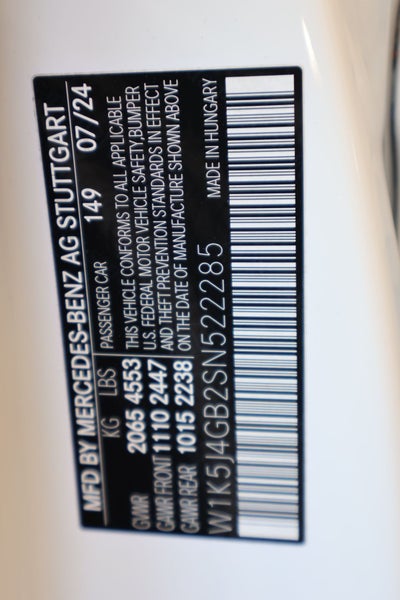 MFD BY MERCEDES-BENZ AG STUTTGART
KG LBS PASSENGER CAR 149 07/24
GVWR 2065 4553 THIS VEHICLE CONFORMS TO ALL APPLICABLE
U.S. FEDERAL MOTOR VEHICLE SAFETY,BUMPER
GAWR FRONT 1110 2447 AND THEFT PREVENTION STANDARDS IN EFFECT
GAWR REAR 1015 2238 ON THE DATE OF MANUFACTURE SHOWN ABOVE
W1K5J4GB2SN522285 MADE IN HUNGARY